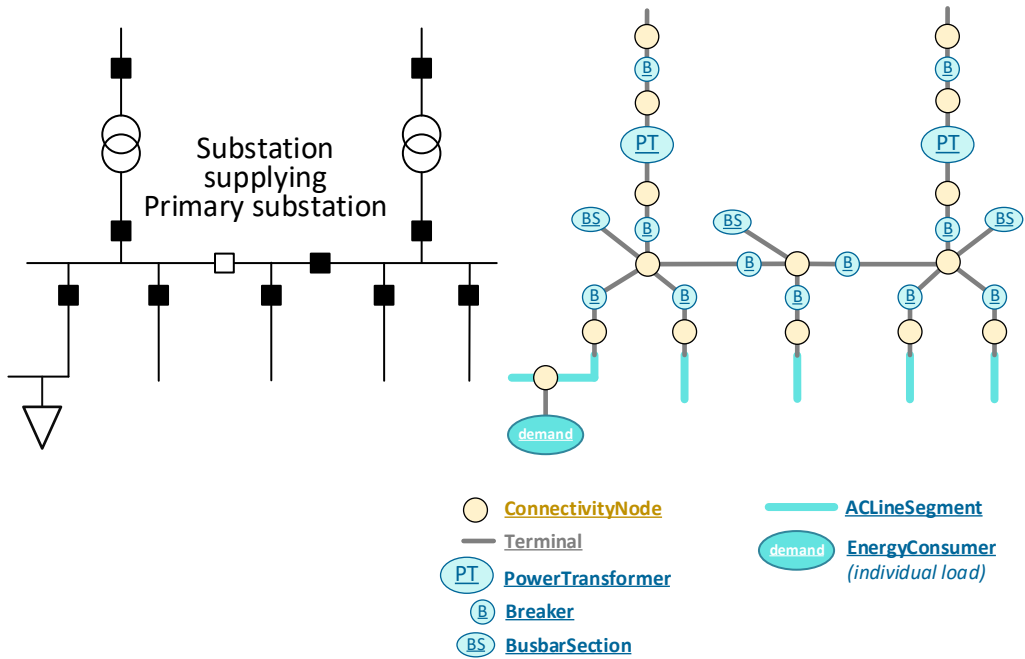 Substation
supplying
Primary substation
B
B
PT
PT
BS
B
BS
B
BS
B
B
B
B
B
B
B
demand
ConnectivityNode
Terminal
PT PowerTransformer
B Breaker
BS BusbarSection
ACLineSegment
demand EnergyConsumer
(individual load)